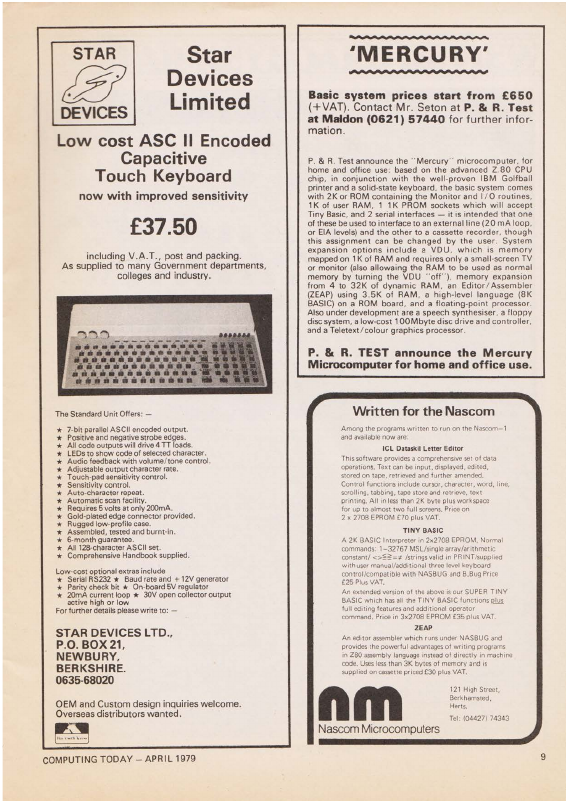 STAR
DEVICES
Star
Devices
Limited
Low cost ASC II Encoded
Capacitive
Touch Keyboard
now with improved sensitivity
£37.50
including V.A.T., post and packing.
As supplied to many Government departments,
colleges and industry.
The Standard Unit Offers: —
★ 7-bit parallel ASCII encoded output.
★ Positive and negative strobe edges.
★ All code outputs will drive 4 TT loads.
★ LEDs to show code of selected character.
★ Audio feedback with volume/tone control.
★ Adjustable output character rate.
★ Touch-pad sensitivity control.
★ Sensitivity control.
★ Auto-character repeat.
★ Automatic scan facility.
★ Requires 5 volts at only 200mA.
★ Gold-plated edge connector provided.
★ Rugged low-profile case.
★ Assembled, tested and burnt-in.
★ 6-month guarantee.
★ All 128-character ASCII set.
★ Comprehensive Handbook supplied.
Low-cost optional extras include
★ Serial RS232 ★ Baud rate and + 12V generator
★ Parity check bit ★ On-board 5V regulator
★ 20mA current loop ★ 30V open collector output
active high or low
For further details please write to: —
STAR DEVICES LTD.,
P.O. BOX 21,
NEWBURY,
BERKSHIRE.
0635-68020
OEM and Custom design inquiries welcome.
Overseas distributors wanted.
'MERCURY'
Basic system prices start from £650
(+VAT). Contact Mr. Seton at P. & R. Test
at Maldon (0621) 57440 for further infor-
mation.
P. & R. Test announce the "Mercury" microcomputer, for
home and office use: based on the advanced Z.80 CPU
chip, in conjunction with the well-proven IBM Golfball
printer and a solid-state keyboard, the basic system comes
with 2K or ROM containing the Monitor and I/O routines,
1K of user RAM, 1 1K PROM sockets which will accept
Tiny Basic, and 2 serial interfaces — it is intended that one
of these be used to interface to an external line (20 mA loop,
or EIA levels) and the other to a cassette recorder, though
this assignment can be changed by the user. System
expansion options include a VDU, which is memory
mapped on 1K of RAM and requires only a small-screen TV
or monitor (also allowaing the RAM to be used as normal
memory by turning the VDU "off"), memory expansion
from 4 to 32K of dynamic RAM, an Editor/Assembler
(ZEAP) using 3.5K of RAM, a high-level language (8K
BASIC) on a ROM board, and a floating-point processor.
Also under development are a speech synthesiser, a floppy
disc system, a low-cost 100Mbyte disc drive and controller,
and a Teletext/colour graphics processor.
P. & R. TEST announce the Mercury
Microcomputer for home and office use.
Written for the Nascom
Among the programs written to run on the Nascom-1
and available now are:
ICL Dataskil Letter Editor
This software provides a comprehensive set of data
operations. Text can be input, displayed, edited,
stored on tape, retrieved and further amended.
Control functions include cursor, character, word, line,
scrolling, tabbing, tape store and retrieve, text
printing. All in less than 2K byte plus workspace
for up to almost two full screens. Price on
2 x 2708 EPROM £70 plus VAT.
TINY BASIC
A 2K BASIC Interpreter in 2x2708 EPROM, Normal
commands: 1-32767 MSL/single array/arithmetic
constant/ /strings valid in PRINT/supplied
with user manual/additional three level keyboard
control/compatible with NASBUG and B.Bug Price
£25 Plus VAT.
An extended version of the above is our SUPER TINY
BASIC which has all the TINY BASIC functions plus
full editing features and additional operator
command, Price in 3x2708 EPROM £35 plus VAT.
ZEAP
An editor assembler which runs under NASBUG and
provides the powerful advantages of writing programs
in Z80 assembly language instead of directly in machine
code. Uses less than 3K bytes of memory and is
supplied on cassette priced £30 plus VAT.
nm
Nascom Microcomputers
121 High Street,
Berkhamsted,
Herts.
Tel: (04427) 74343
COMPUTING TODAY — APRIL 1979
9